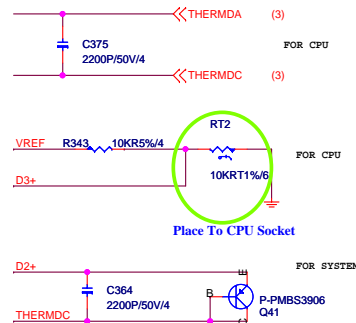 THERMDA (3)
C375
2200P/50V/4
FOR CPU
THERMDC (3)
RT2
VREF R343 10KR5%/4
FOR CPU
D3+
10KRT1%/6
Place To CPU Socket
D2+
FOR SYSTEM
E
C364
2200P/50V/4
B
P-PMBS3906
Q41
THERMDC